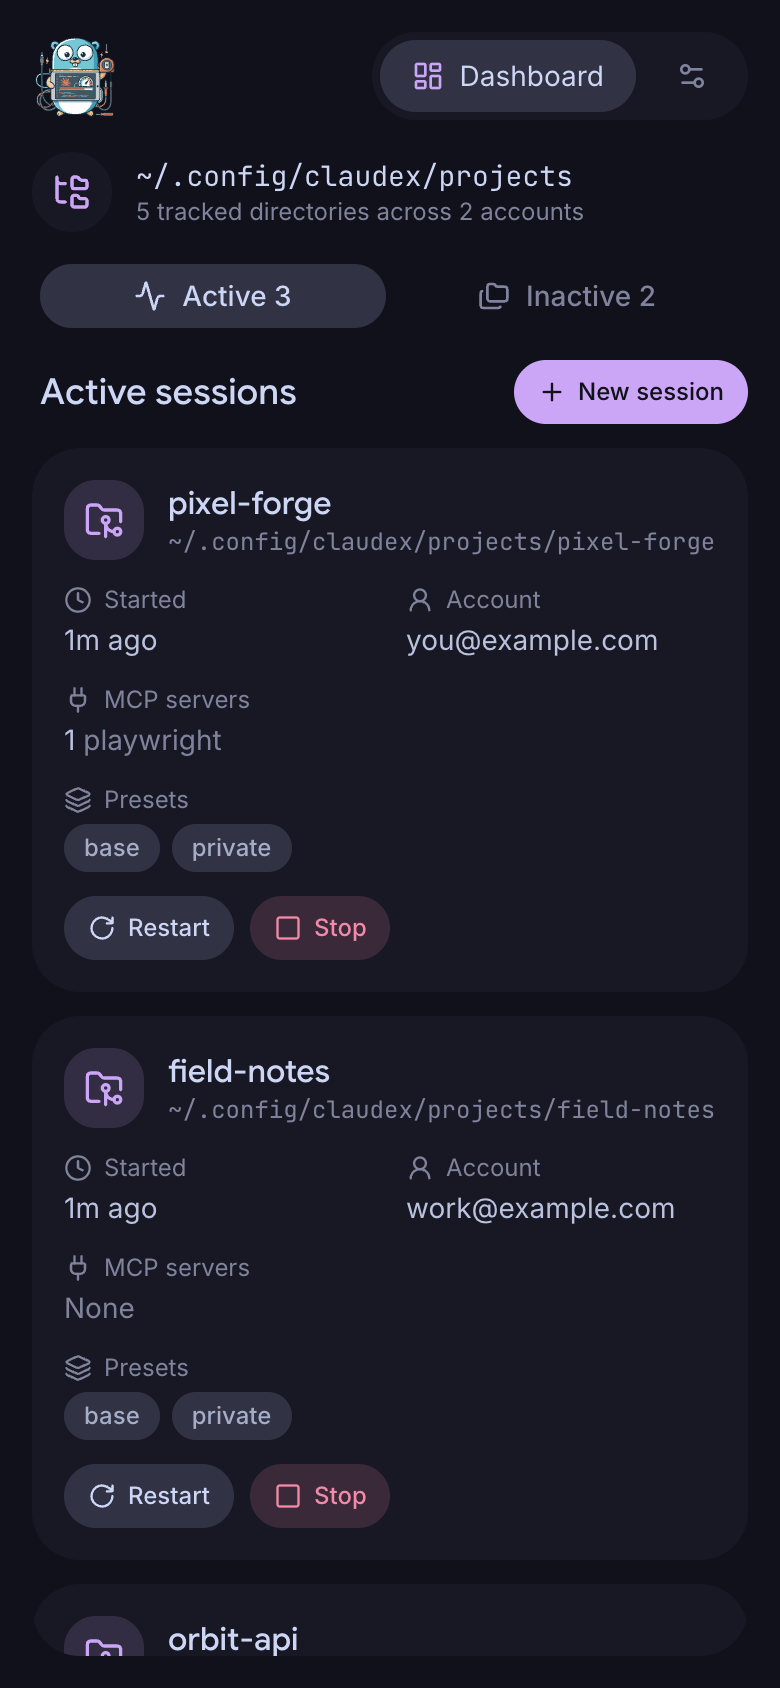 Dashboard
~/.config/claudex/projects
5 tracked directories across 2 accounts
Active 3
Inactive 2
Active sessions
New session
pixel-forge
~/.config/claudex/projects/pixel-forge
Started
Account
1m ago
you@example.com
MCP servers
1 playwright
Presets
base
private
Restart
Stop
field-notes
~/.config/claudex/projects/field-notes
Started
Account
1m ago
work@example.com
MCP servers
None
Presets
base
private
Restart
Stop
orbit-api